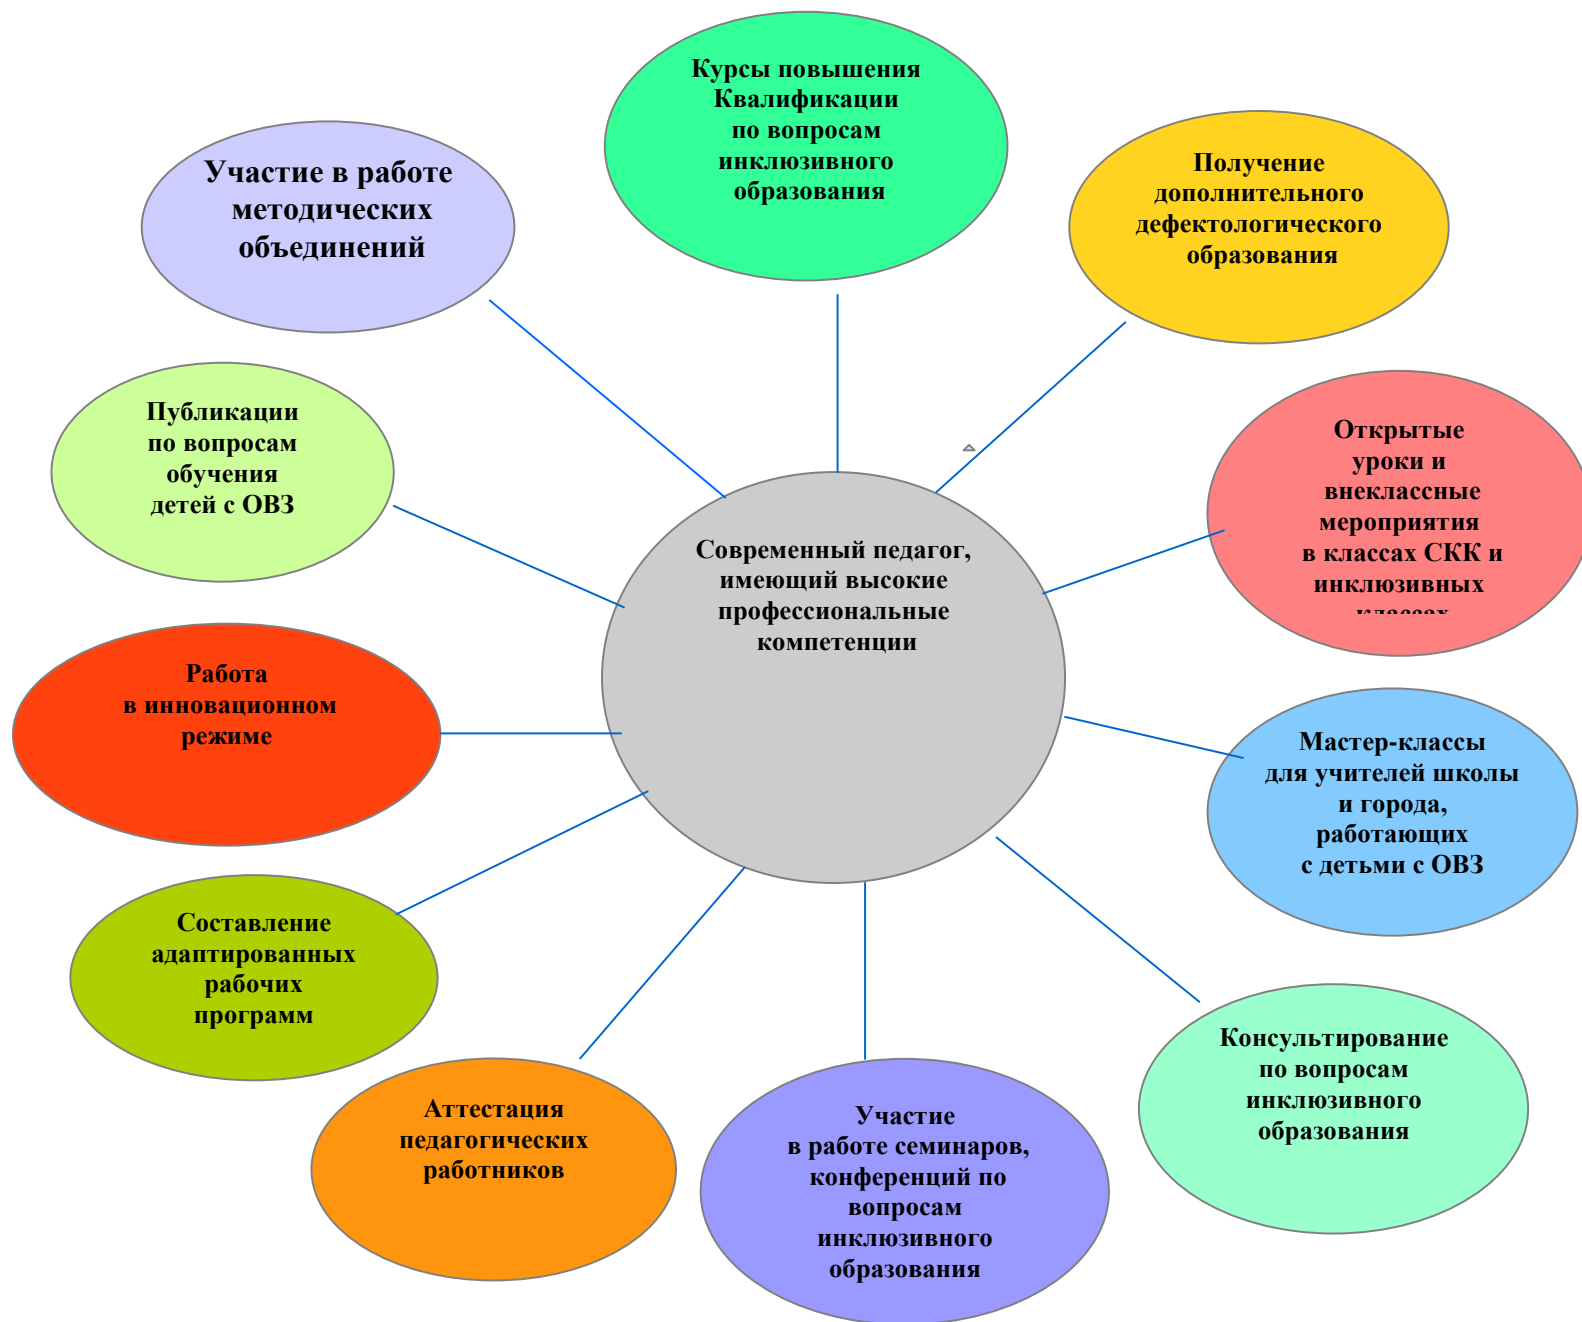 Курсы повышения
Квалификации
по вопросам
инклюзивного
образования
Участие в работе
методических
объединений
Получение
дополнительного
дефектологического
образования
Публикации
по вопросам
обучения
детей с ОВЗ
Открытые
уроки и
внеклассные
мероприятия
в классах СКК и
инклюзивных
классах
Современный педагог,
имеющий высокие
профессиональные
компетенции
Работа
в инновационном
режиме
Мастер-классы
для учителей школы
и города,
работающих
с детьми с ОВЗ
Составление
адаптированных
рабочих
программ
Консультирование
по вопросам
инклюзивного
образования
Аттестация
педагогических
работников
Участие
в работе семинаров,
конференций по
вопросам
инклюзивного
образования